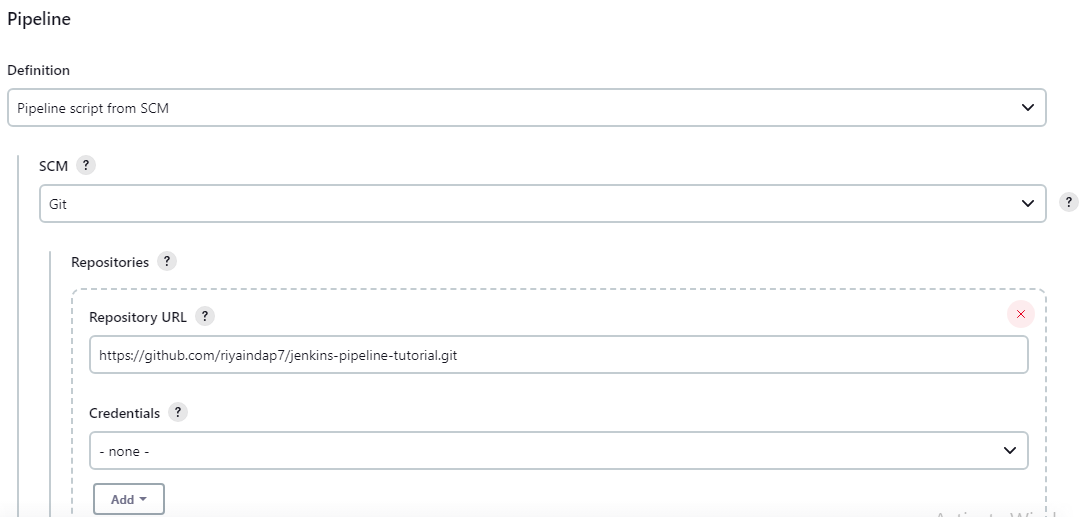 Pipeline
Definition
Pipeline script from SCM
SCM ?
Git
?
Repositories ?
Repository URL ?
https://github.com/riyaindap7/jenkins-pipeline-tutorial.git
Credentials ?
- none -
Add